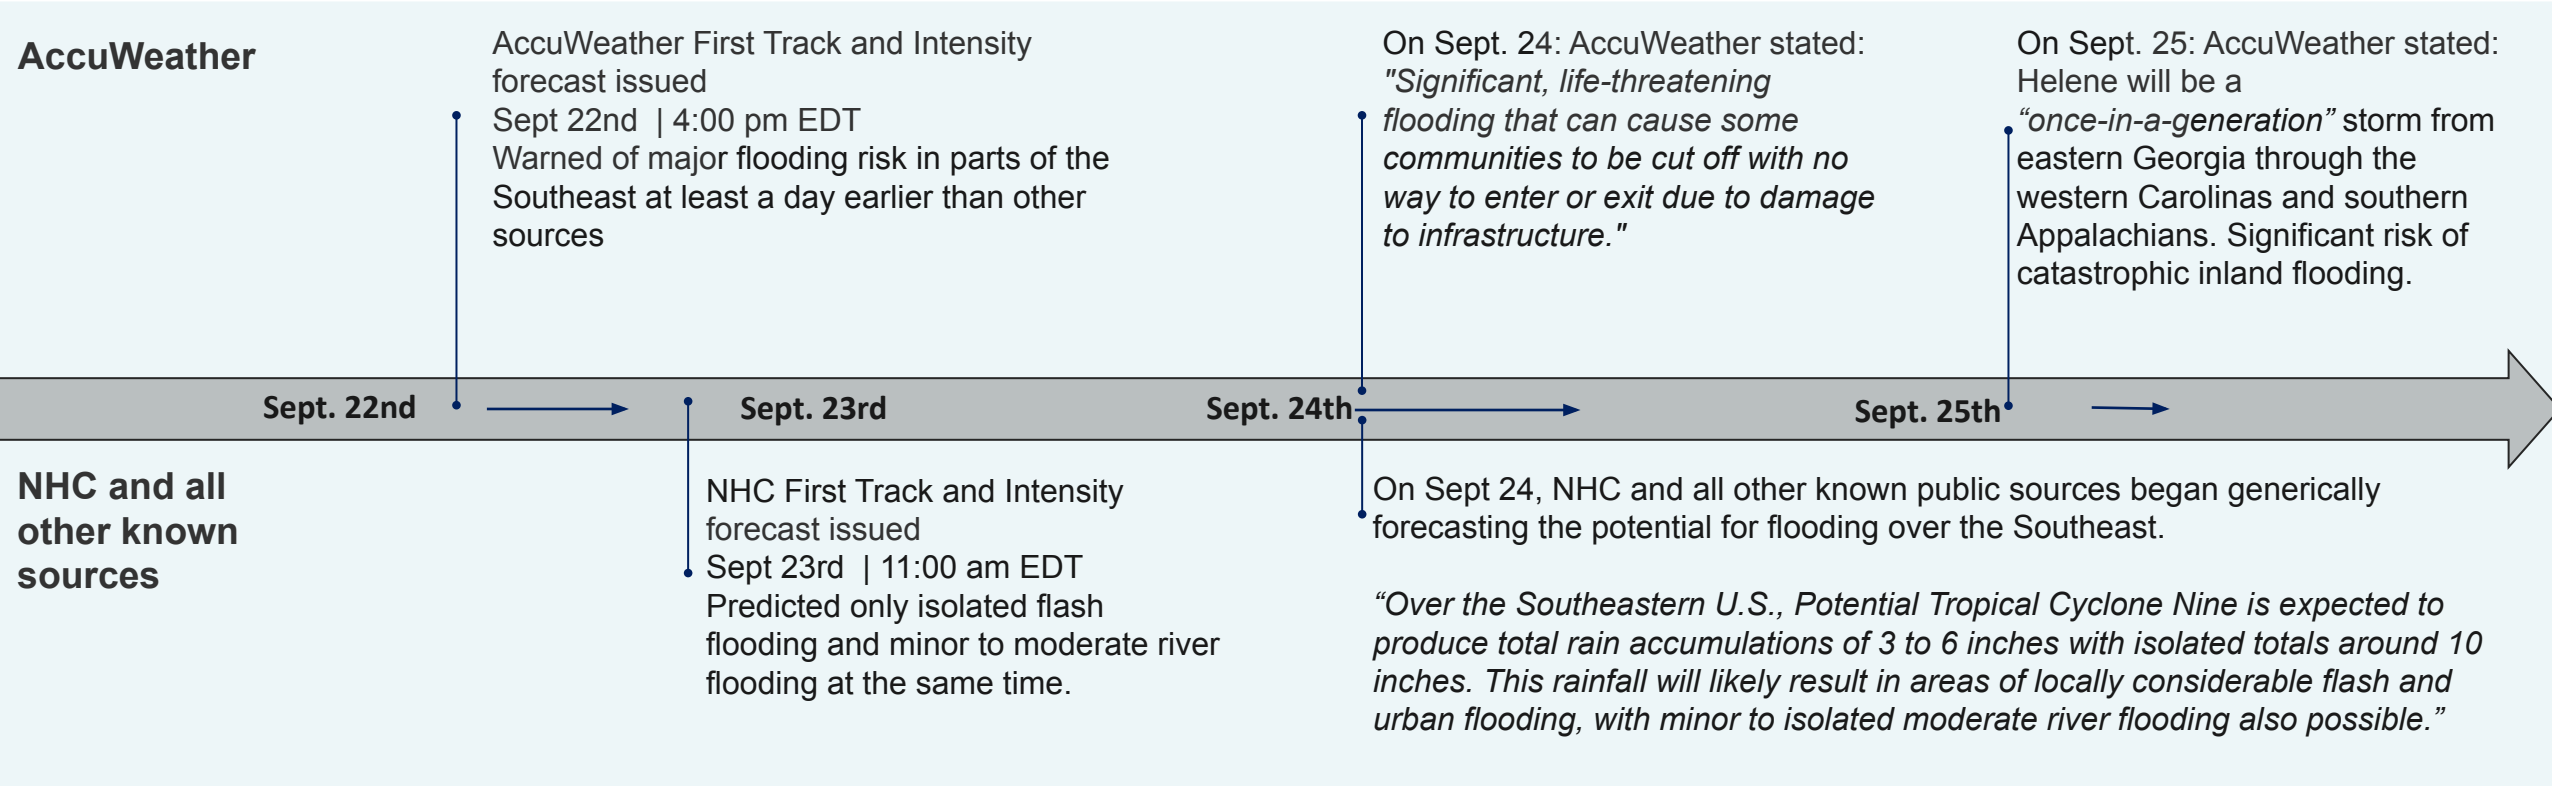 AccuWeather
AccuWeather First Track and Intensity
forecast issued
Sept 22nd | 4:00 pm EDT
Warned of major flooding risk in parts of the
Southeast at least a day earlier than other
sources
On Sept. 24: AccuWeather stated:
"Significant, life-threatening
flooding that can cause some
communities to be cut off with no
way to enter or exit due to damage
to infrastructure."
On Sept. 25: AccuWeather stated:
Helene will be a
“once-in-a-generation” storm from
eastern Georgia through the
western Carolinas and southern
Appalachians. Significant risk of
catastrophic inland flooding.
Sept. 22nd
Sept. 23rd
Sept. 24th
Sept. 25th
NHC and all
other known
sources
NHC First Track and Intensity
forecast issued
Sept 23rd | 11:00 am EDT
Predicted only isolated flash
flooding and minor to moderate river
flooding at the same time.
On Sept 24, NHC and all other known public sources began generically
forecasting the potential for flooding over the Southeast.
“Over the Southeastern U.S., Potential Tropical Cyclone Nine is expected to
produce total rain accumulations of 3 to 6 inches with isolated totals around 10
inches. This rainfall will likely result in areas of locally considerable flash and
urban flooding, with minor to isolated moderate river flooding also possible.”